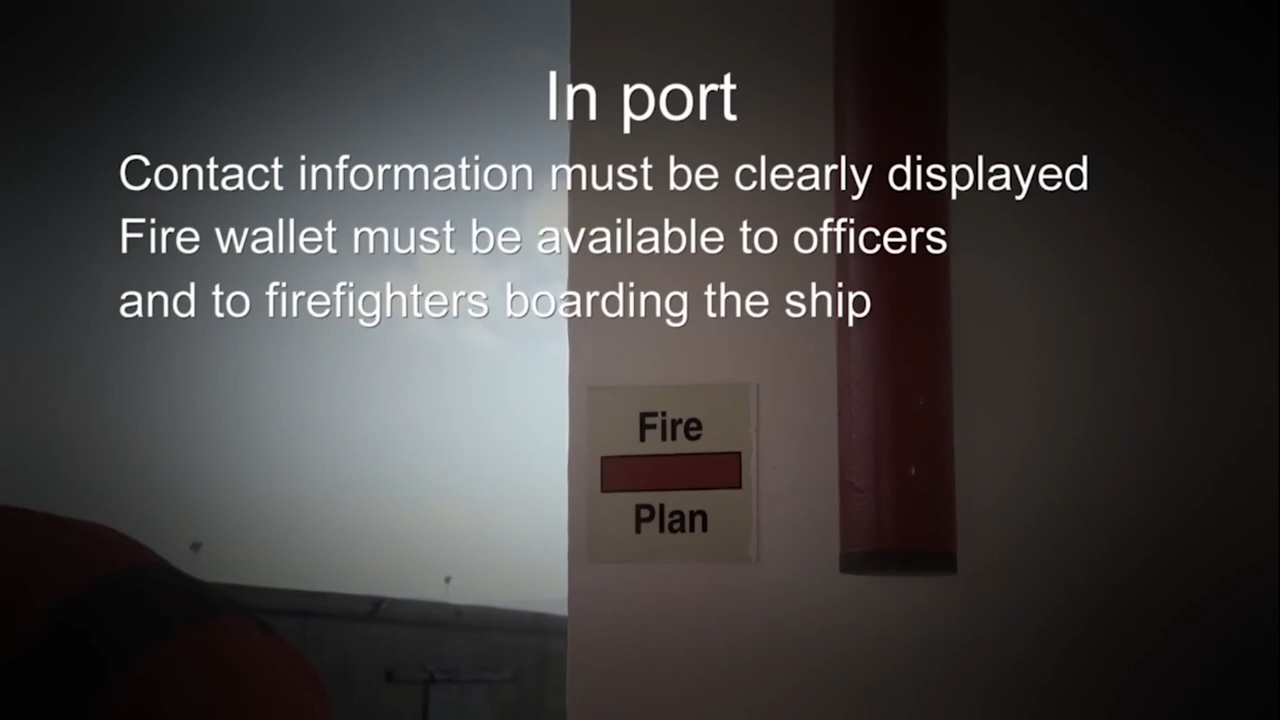 In port
Contact information must be clearly displayed
Fire wallet must be available to officers
and to firefighters boarding the ship
Fire
Plan